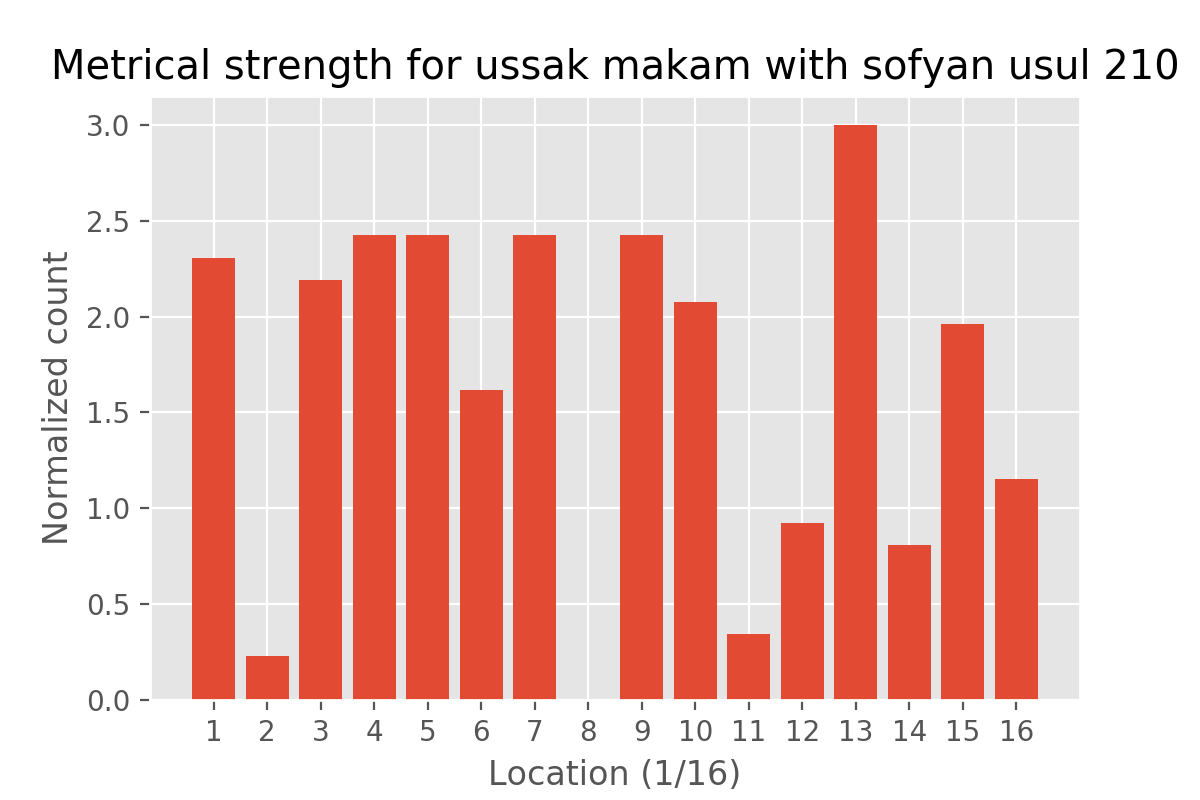 Metrical strength for ussak makam with sofyan usul 210
3.0
2.5
2.0
1.5
1.0
0.5
0.0
Normalized count
1 2 3 4 5 6 7 8 9 10 11 12 13 14 15 16
Location (1/16)